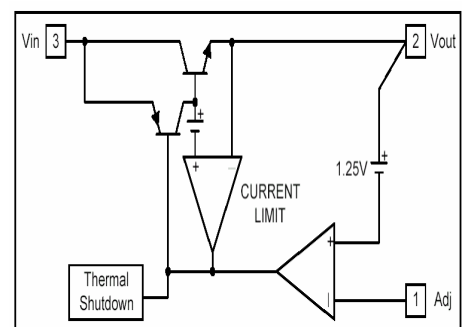 Vin 3
2 Vout
+
+ −
1.25V +
CURRENT
LIMIT
+
Thermal
Shutdown
−
1 Adj